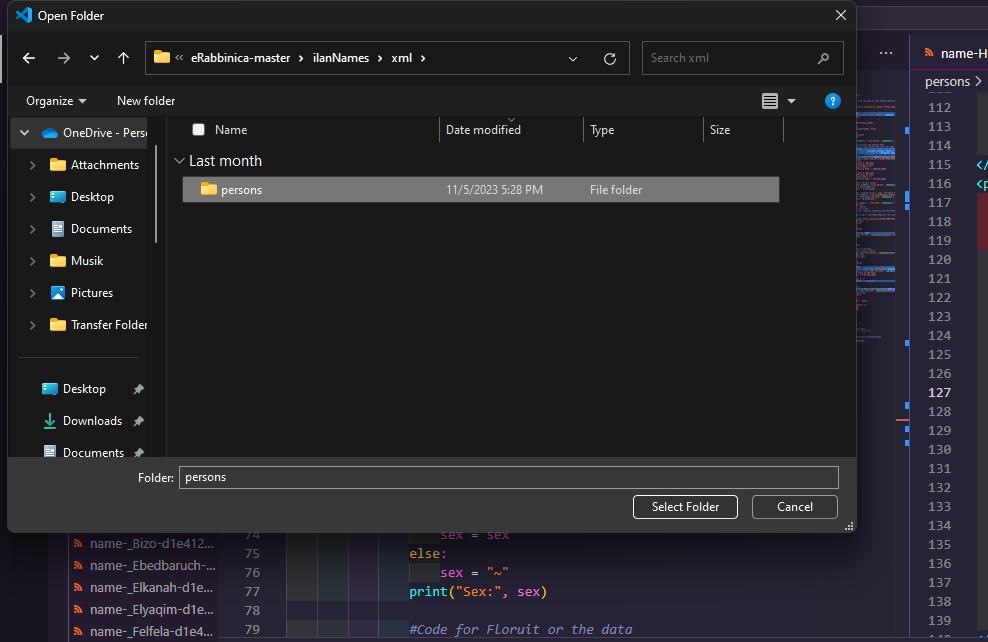 Open Folder
« eRabbinica-master > ilanNames > xml >
Search xml
Organize
New folder
Name
Date modified
Type
Size
OneDrive - Pers
Last month
persons
11/5/2023 5:28 PM
File folder
Attachments
Desktop
Documents
Musik
Pictures
Transfer Folder
Desktop
Downloads
Documents
Folder: persons
Select Folder
Cancel
...
name-H
persons >
112
113
114
115 </
116 <p
117
118
119
120
121
122
123
124
125
126
127
128
129
130
131
132
133
134
135
136
137
138
139
name-_Bizo-d1e412...
name-_Ebedbaruch-...
name-_Elkanah-d1e...
name-_Elyaqim-d1e...
name-_Felfela-d1e4...
74 sex = sex
75 else:
76 sex = "~"
77 print("Sex:", sex)
78
79 #Code for Floruit or the data